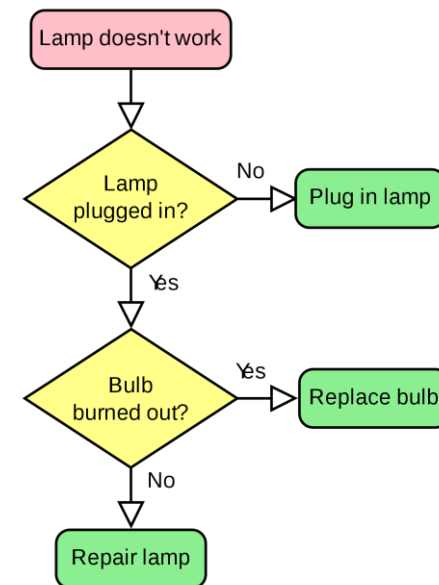 Lamp doesn't work
Lamp
plugged in?
No
Plug in lamp
Yes
Bulb
burned out?
Yes
Replace bulb
No
Repair lamp